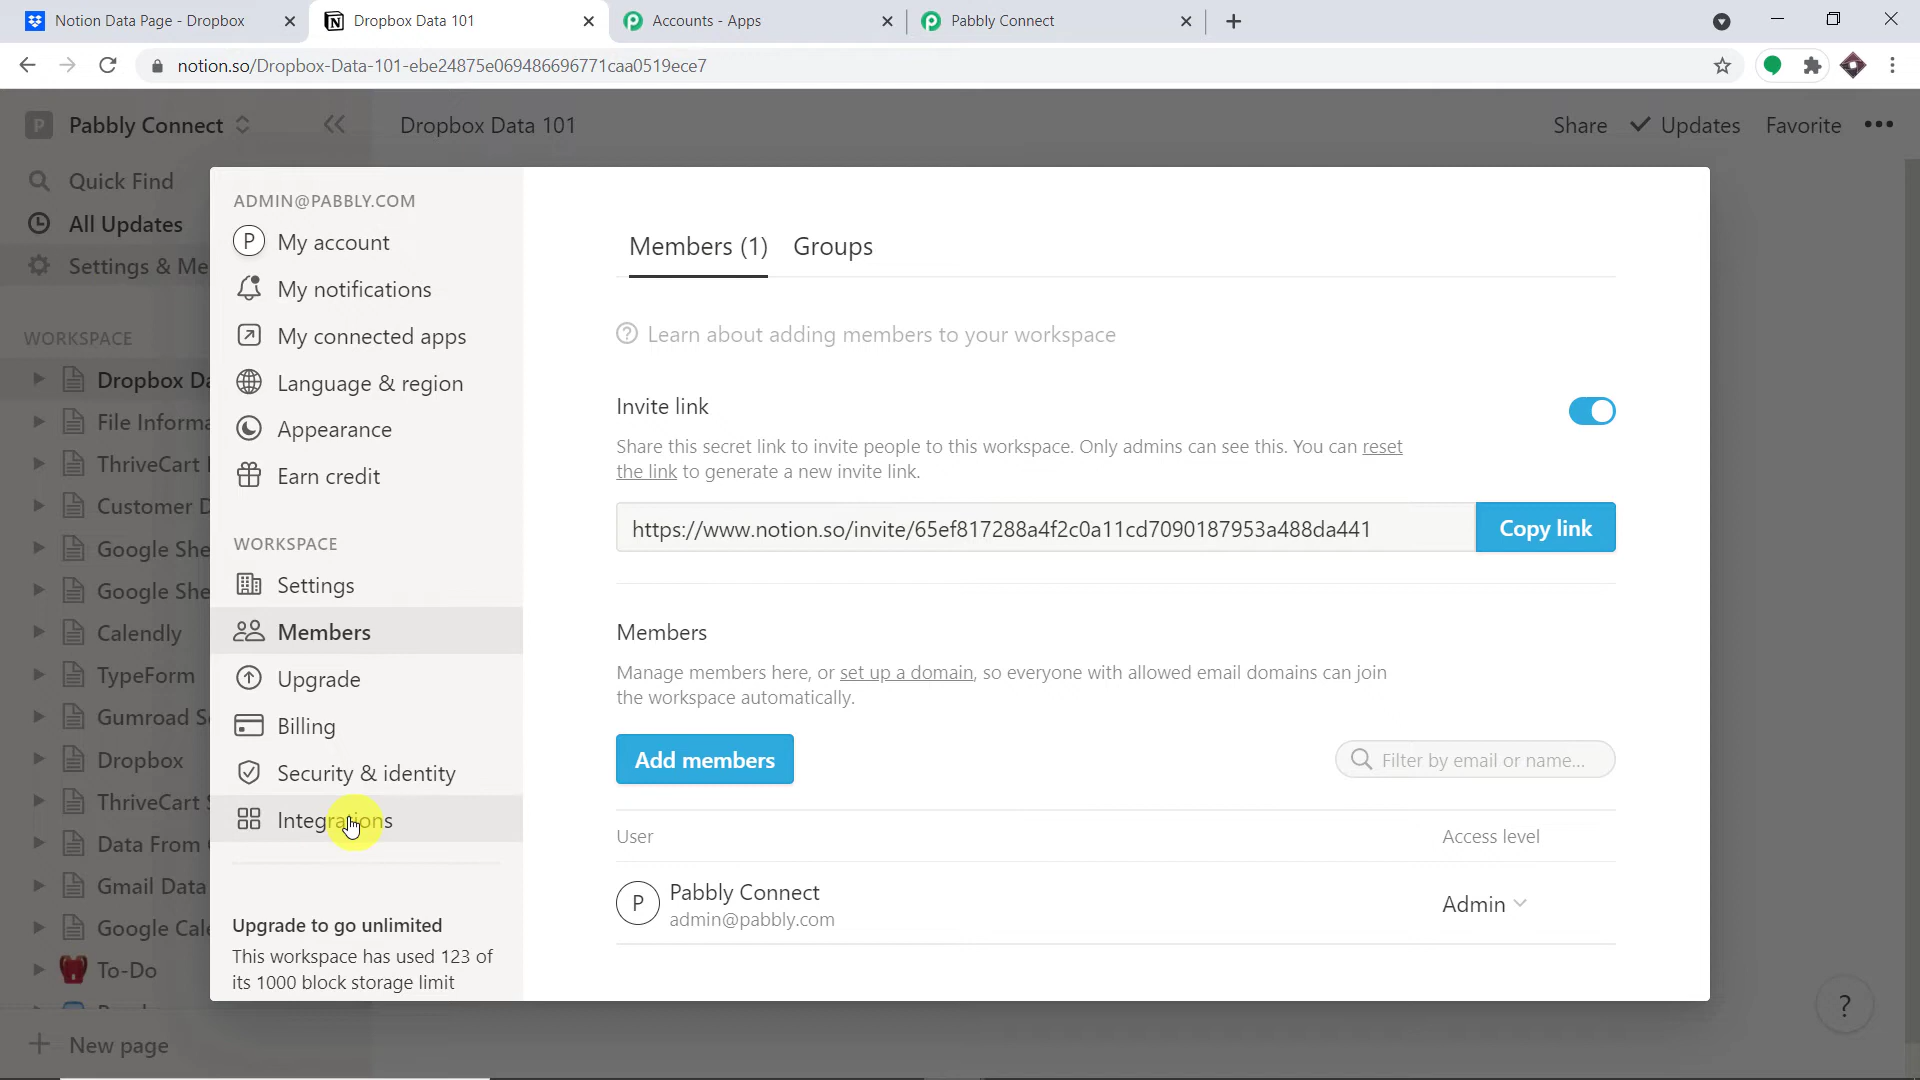 Notion Data Page - Dropbox
Dropbox Data 101
Accounts - Apps
Pabbly Connect
notion.so/Dropbox-Data-101-ebe24875e069486696771caa0519ece7
P Pabbly Connect
Dropbox Data 101
Share
Updates
Favorite
Quick Find
All Updates
Settings & Me
WORKSPACE
Dropbox Da
File Informa
ThriveCart
Customer D
Google She
Google She
Calendly
TypeForm
Gumroad S
Dropbox
ThriveCart S
Data From
Gmail Data
Google Cale
To-Do
New page
ADMIN@PABBLY.COM
P My account
My notifications
My connected apps
Language & region
Appearance
Earn credit
WORKSPACE
Settings
Members
Upgrade
Billing
Security & identity
Integrations
Upgrade to go unlimited
This workspace has used 123 of
its 1000 block storage limit
Members (1) Groups
Learn about adding members to your workspace
Invite link
Share this secret link to invite people to this workspace. Only admins can see this. You can reset
the link to generate a new invite link.
https://www.notion.so/invite/65ef817288a4f2c0a11cd7090187953a488da441
Copy link
Members
Manage members here, or set up a domain, so everyone with allowed email domains can join
the workspace automatically.
Add members
Filter by email or name...
User
Access level
P Pabbly Connect
admin@pabbly.com
Admin
?